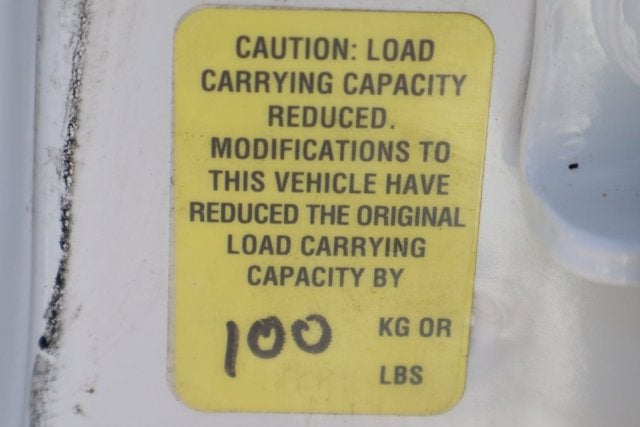 CAUTION: LOAD
CARRYING CAPACITY
REDUCED.
MODIFICATIONS TO
THIS VEHICLE HAVE
REDUCED THE ORIGINAL
LOAD CARRYING
CAPACITY BY
100 KG OR
LBS